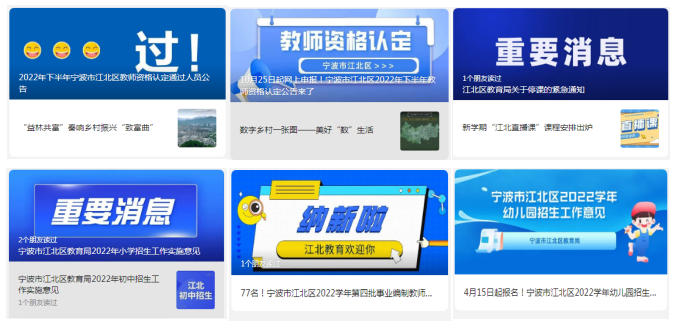 过!
2022年下半年宁波市江北区教师资格认定通过人员公
告
“益林共富”奏响乡村振兴“致富曲”
教师资格认定
宁波市江北区>>>
10月25日起网上申报！宁波市江北区2022年下半年教
师资格认定公告来了
数字乡村一张图——美好“数”生活
重要消息
1个朋友读过
江北区教育局关于停课的紧急通知
新学期“江北直播课”课程安排出炉
直播课
重要消息
2个朋友读过
宁波市江北区教育局2022年小学招生工作实施意见
宁波市江北区教育局2022年初中招生工
作实施意见
1个朋友读过
江北
初中招生
纳新啦
江北教育欢迎你
1个朋友读过
77名！宁波市江北区2022学年第四批事业编制教师...
宁波市江北区2022学年
幼儿园招生工作意见
宁波市江北区教育局
4月15日起报名！宁波市江北区2022学年幼儿园招生...